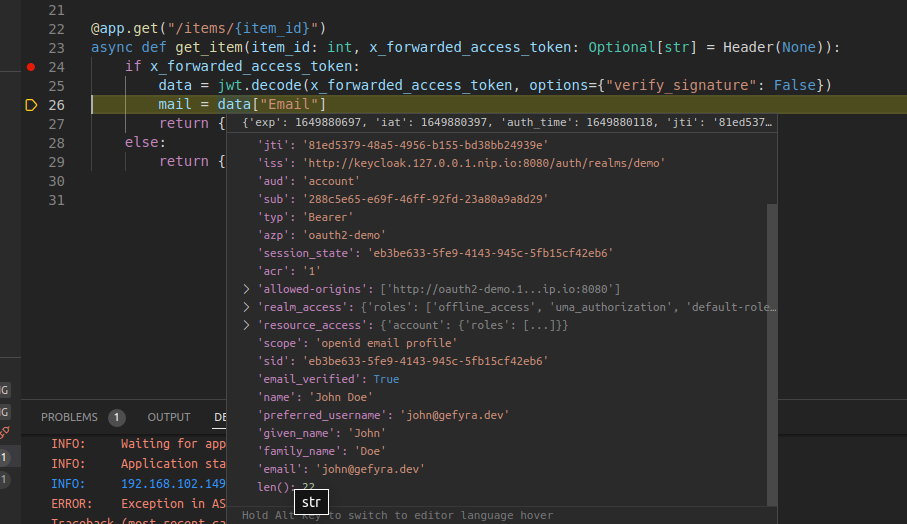 21
22 @app.get("/items/{item_id}")
23 async def get_item(item_id: int, x_forwarded_access_token: Optional[str] = Header(None)):
24 if x_forwarded_access_token:
25 data = jwt.decode(x_forwarded_access_token, options={"verify_signature": False})
26 mail = data["Email"]
27 return {
28 else:
29 return {
30
31
{'exp': 1649880697, 'iat': 1649880397, 'auth_time': 1649880118, 'jti': '81ed537…
'jti': '81ed5379-48a5-4956-b155-bd38bb24939e'
'iss': 'http://keycloak.127.0.0.1.nip.io:8080/auth/realms/demo'
'aud': 'account'
'sub': '288c5e65-e69f-46ff-92fd-23a80a9a8d29'
'typ': 'Bearer'
'azp': 'oauth2-demo'
'session_state': 'eb3be633-5fe9-4143-945c-5fb15cf42eb6'
'acr': '1'
'allowed-origins': ['http://oauth2-demo.1...ip.io:8080']
'realm_access': {'roles': ['offline_access', 'uma_authorization', 'default-role…
'resource_access': {'account': {'roles': [...]}}
'scope': 'openid email profile'
'sid': 'eb3be633-5fe9-4143-945c-5fb15cf42eb6'
'email_verified': True
'name': 'John Doe'
'preferred_username': 'john@gefyra.dev'
'given_name': 'John'
'family_name': 'Doe'
'email': 'john@gefyra.dev'
len(): 22
str
Hold Alt key to switch to editor language hover
PROBLEMS 1 OUTPUT DE
INFO: Waiting for app
INFO: Application sta
INFO: 192.168.102.149
ERROR: Exception in AS
Traceback (most recent ca